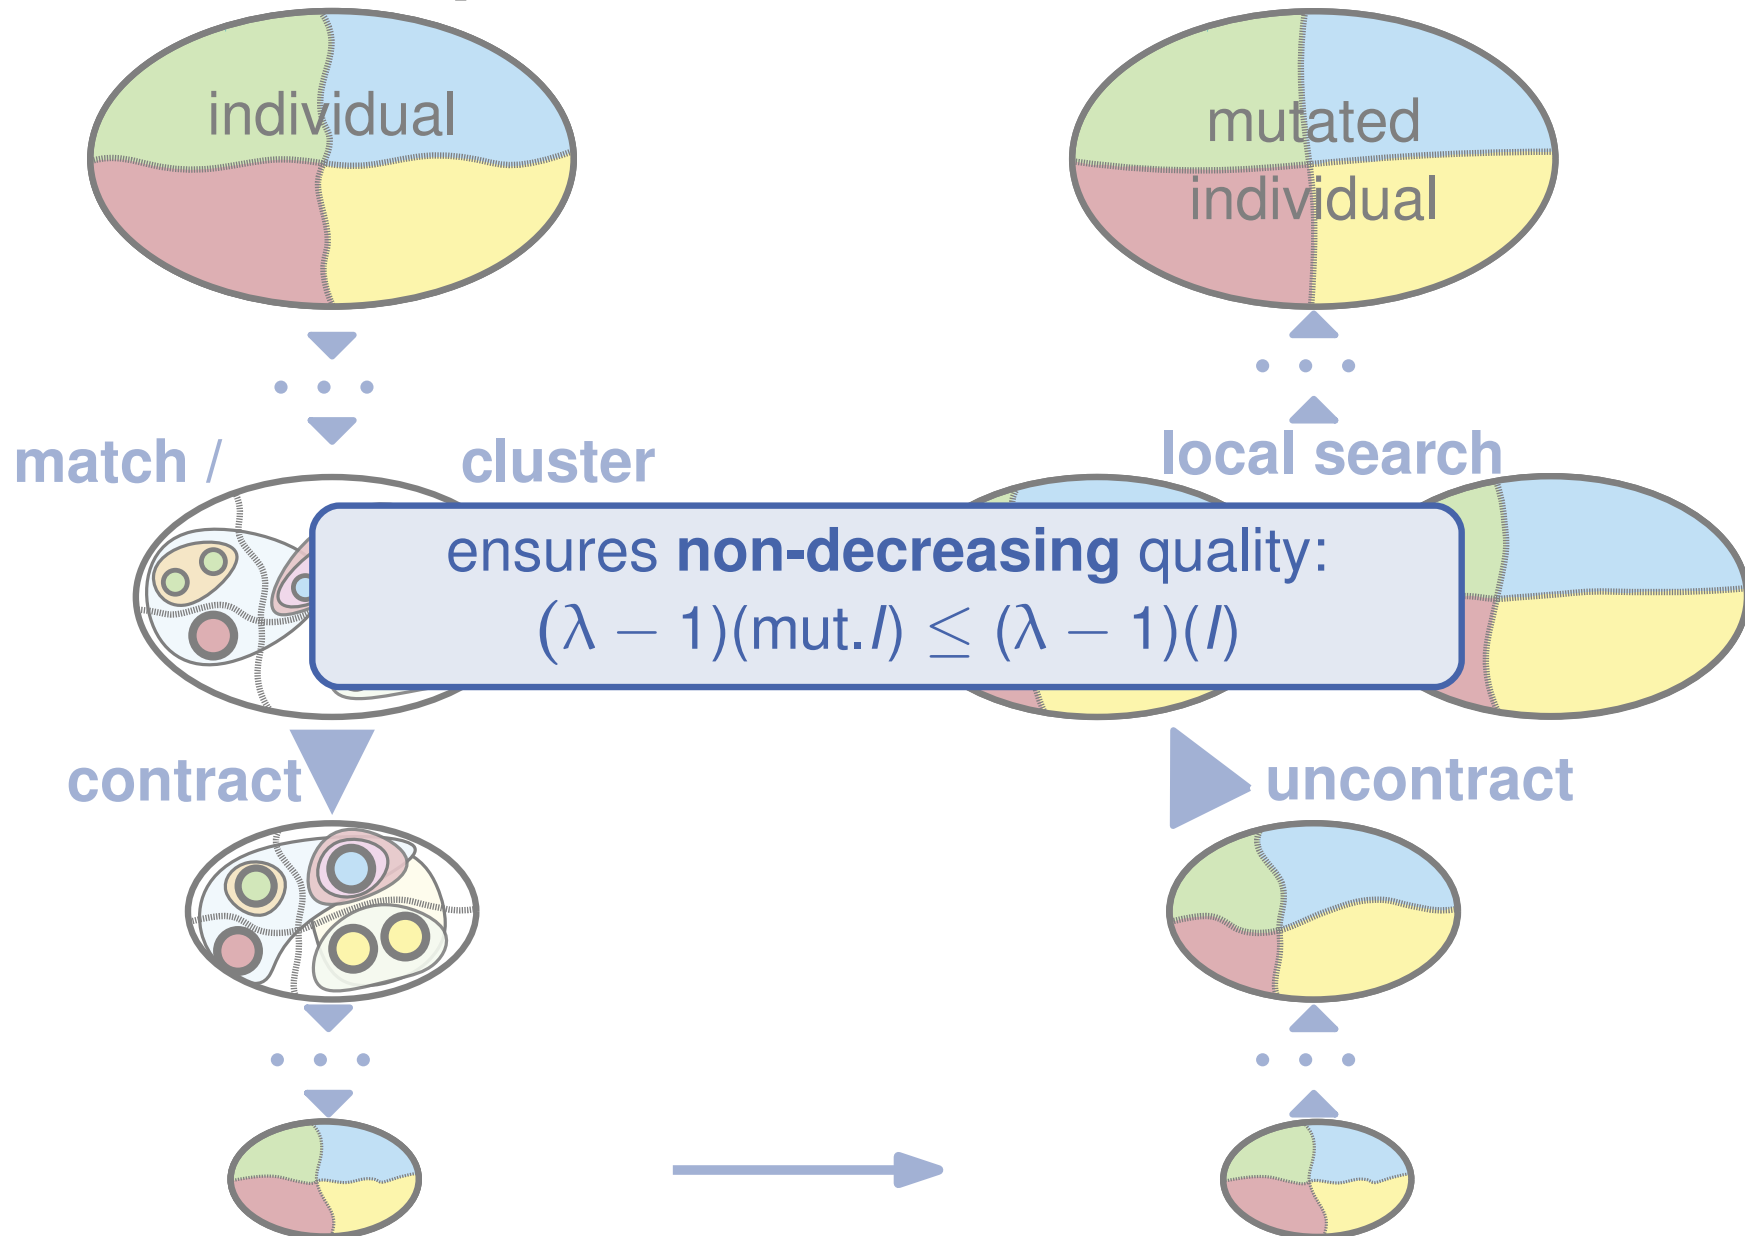 individual
mutated
individual
match /
cluster
local search
ensures non-decreasing quality:
(λ − 1)(mut. I) ≤ (λ − 1)(I)
contract
uncontract